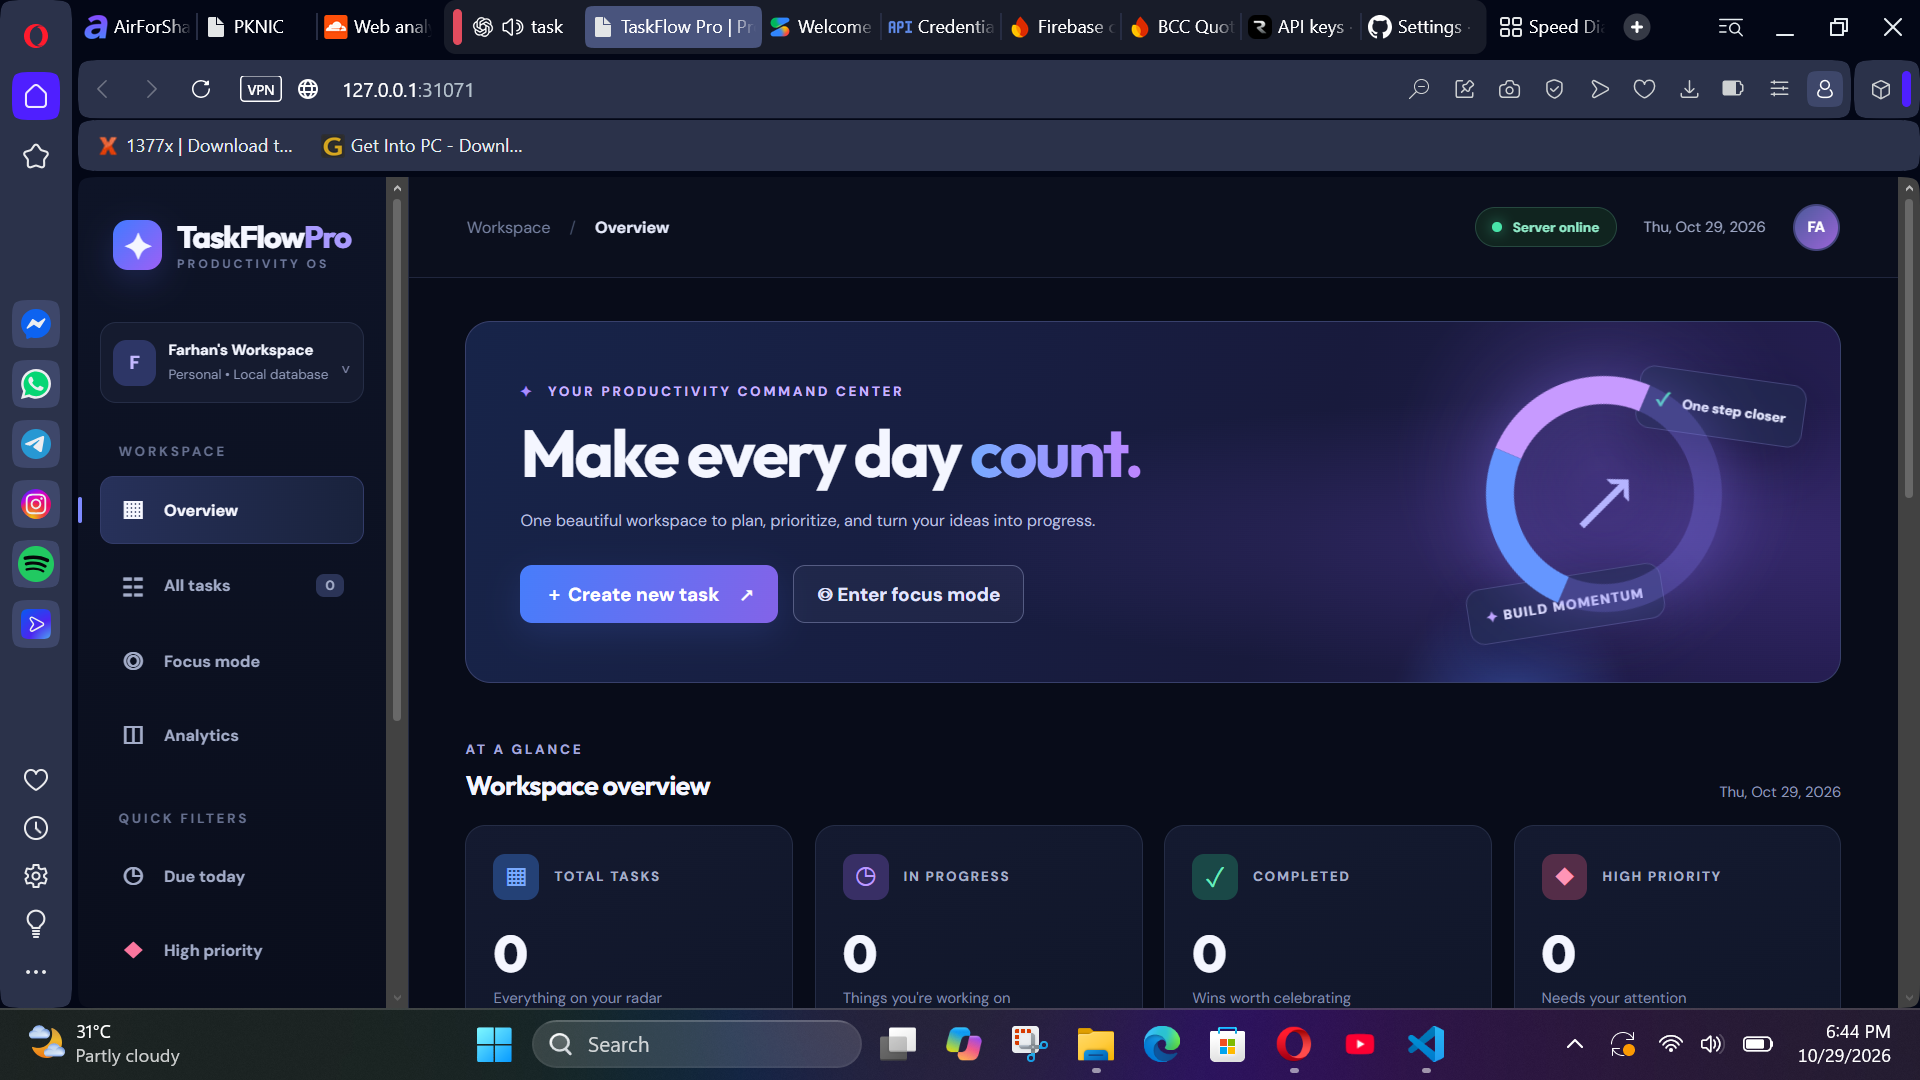 AirForSha
PKNIC
Web anal
task
TaskFlow Pro | Pr
Welcome
API Credentia
Firebase c
BCC Quot
API keys
Settings
Speed Di
VPN
127.0.0.1:31071
1377x | Download t...
Get Into PC - Downl...
TaskFlowPro
PRODUCTIVITY OS
F
Farhan's Workspace
Personal • Local database
WORKSPACE
Overview
All tasks 0
Focus mode
Analytics
QUICK FILTERS
Due today
High priority
Workspace / Overview
Server online
Thu, Oct 29, 2026
FA
YOUR PRODUCTIVITY COMMAND CENTER
Make every day count.
One beautiful workspace to plan, prioritize, and turn your ideas into progress.
+ Create new task ↗
Enter focus mode
✓ One step closer
✦ BUILD MOMENTUM
AT A GLANCE
Workspace overview
Thu, Oct 29, 2026
TOTAL TASKS
0
Everything on your radar
IN PROGRESS
0
Things you're working on
COMPLETED
0
Wins worth celebrating
HIGH PRIORITY
0
Needs your attention
31°C
Partly cloudy
Search
6:44 PM
10/29/2026